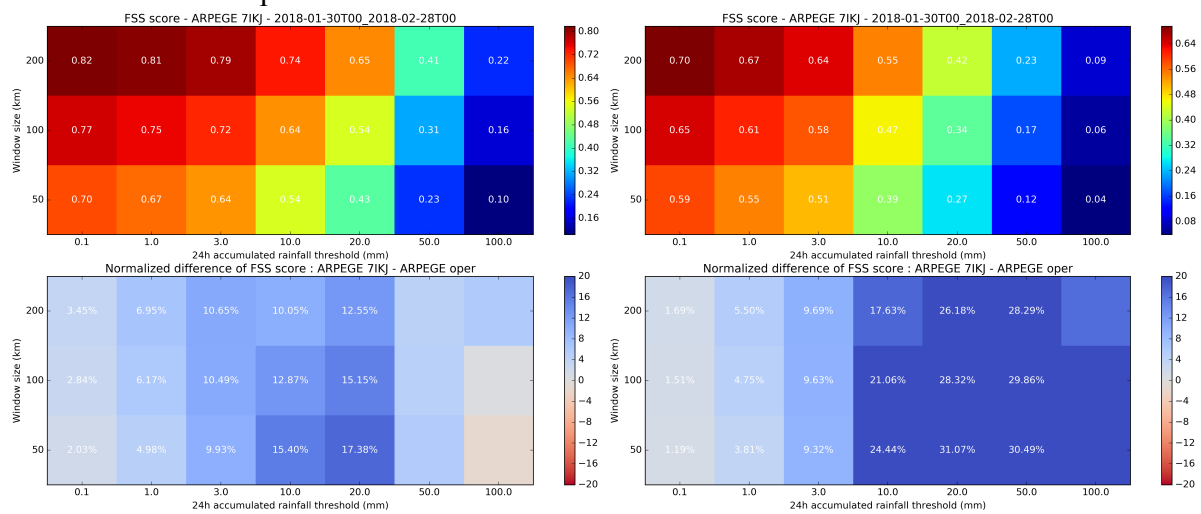 FSS score - ARPEGE 7IKJ - 2018-01-30T00_2018-02-28T00
Window size (km)
200 0.82 0.81 0.79 0.74 0.65 0.41 0.22
100 0.77 0.75 0.72 0.64 0.54 0.31 0.16
50 0.70 0.67 0.64 0.54 0.43 0.23 0.10
0.1 1.0 3.0 10.0 20.0 50.0 100.0
24h accumulated rainfall threshold (mm)
0.80
0.72
0.64
0.56
0.48
0.40
0.32
0.24
0.16
FSS score - ARPEGE 7IKJ - 2018-01-30T00_2018-02-28T00
Window size (km)
200 0.70 0.67 0.64 0.55 0.42 0.23 0.09
100 0.65 0.61 0.58 0.47 0.34 0.17 0.06
50 0.59 0.55 0.51 0.39 0.27 0.12 0.04
0.1 1.0 3.0 10.0 20.0 50.0 100.0
24h accumulated rainfall threshold (mm)
0.64
0.56
0.48
0.40
0.32
0.24
0.16
0.08
Normalized difference of FSS score : ARPEGE 7IKJ - ARPEGE oper
Window size (km)
200 3.45% 6.95% 10.65% 10.05% 12.55%
100 2.84% 6.17% 10.49% 12.87% 15.15%
50 2.03% 4.98% 9.93% 15.40% 17.38%
0.1 1.0 3.0 10.0 20.0 50.0 100.0
24h accumulated rainfall threshold (mm)
20
16
12
8
4
0
−4
−8
−12
−16
−20
Normalized difference of FSS score : ARPEGE 7IKJ - ARPEGE oper
Window size (km)
200 1.69% 5.50% 9.69% 17.63% 26.18% 28.29%
100 1.51% 4.75% 9.63% 21.06% 28.32% 29.86%
50 1.19% 3.81% 9.32% 24.44% 31.07% 30.49%
0.1 1.0 3.0 10.0 20.0 50.0 100.0
24h accumulated rainfall threshold (mm)
20
16
12
8
4
0
−4
−8
−12
−16
−20